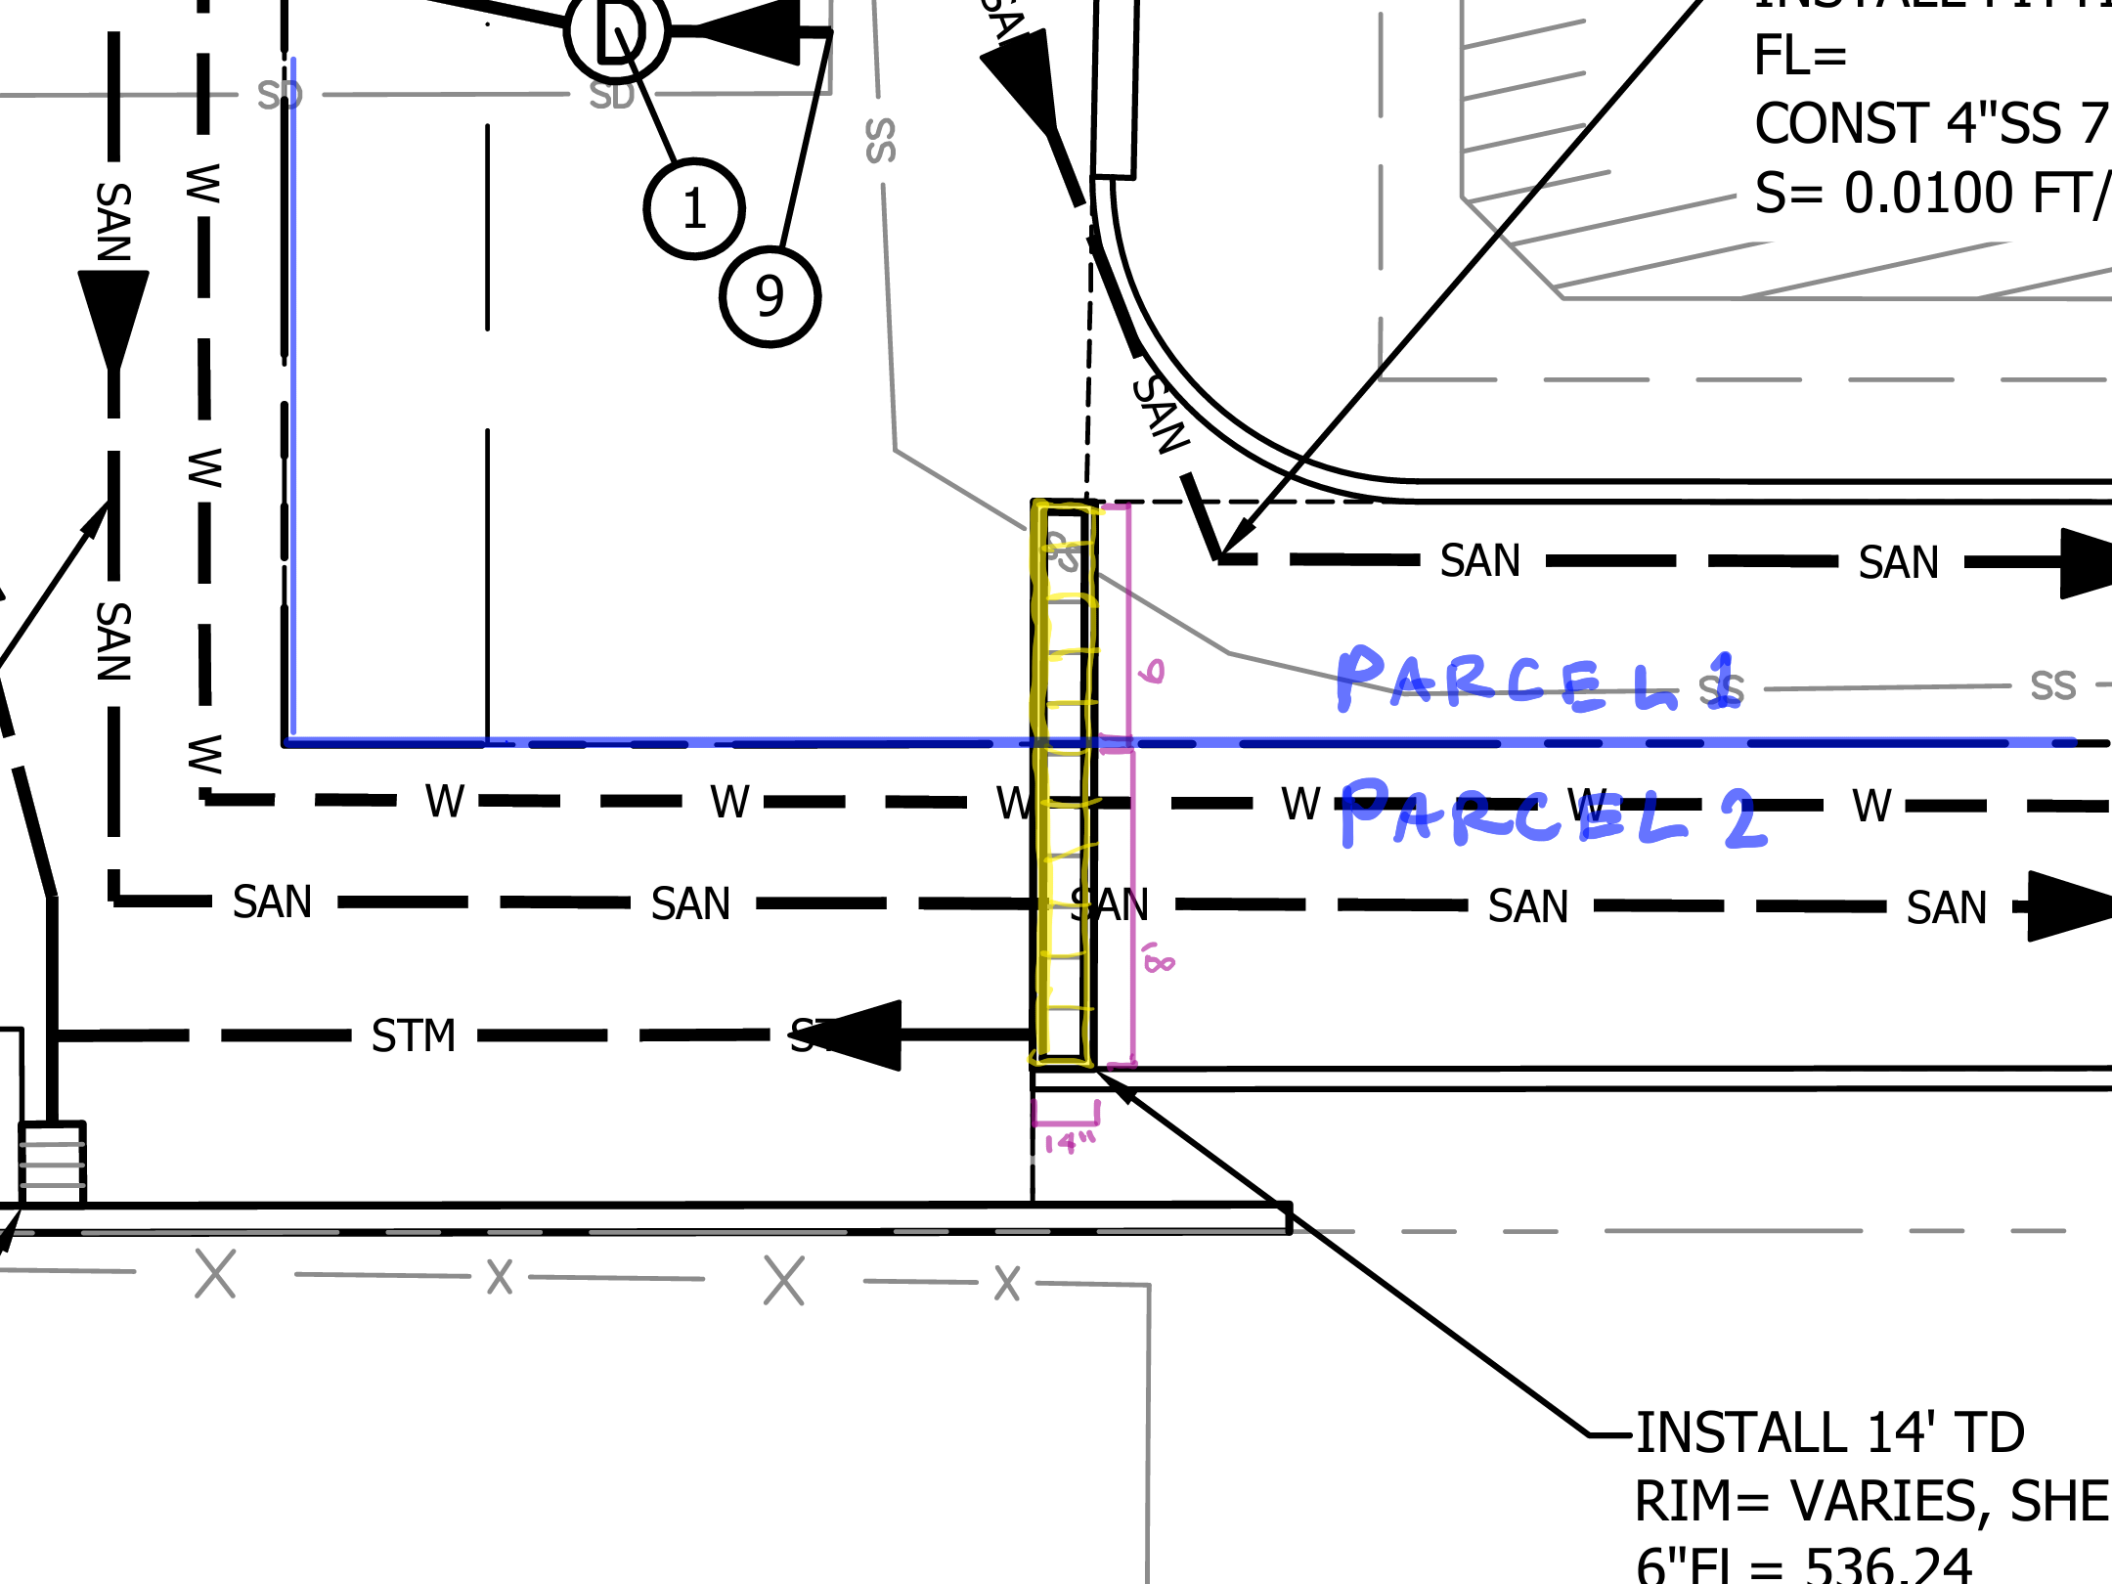 FL=
CONST 4"SS 7
S= 0.0100 FT/
D
SD
SD
SS
1
9
W
SAN
SAN
W
SAN
SAN
W
SS
SAN
SAN
6
PARCEL 1
SS
SS
W
W
W
W
W
W
PARCEL 2
SAN
SAN
SAN
SAN
SAN
8'
STM
14"
X
X
X
X
INSTALL 14' TD
RIM= VARIES, SHE
6"FL= 536.24